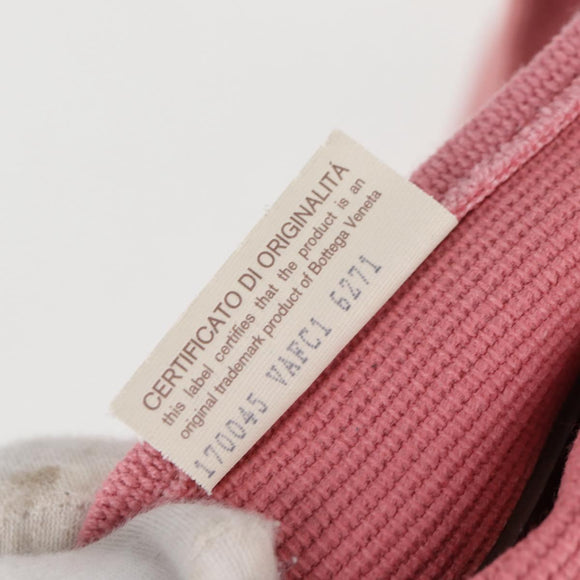 CERTIFICATO DI ORIGINALITÁ
this label certifies that the product is an
original trademark product of Bottega Veneta
170045 VAFC1 6271